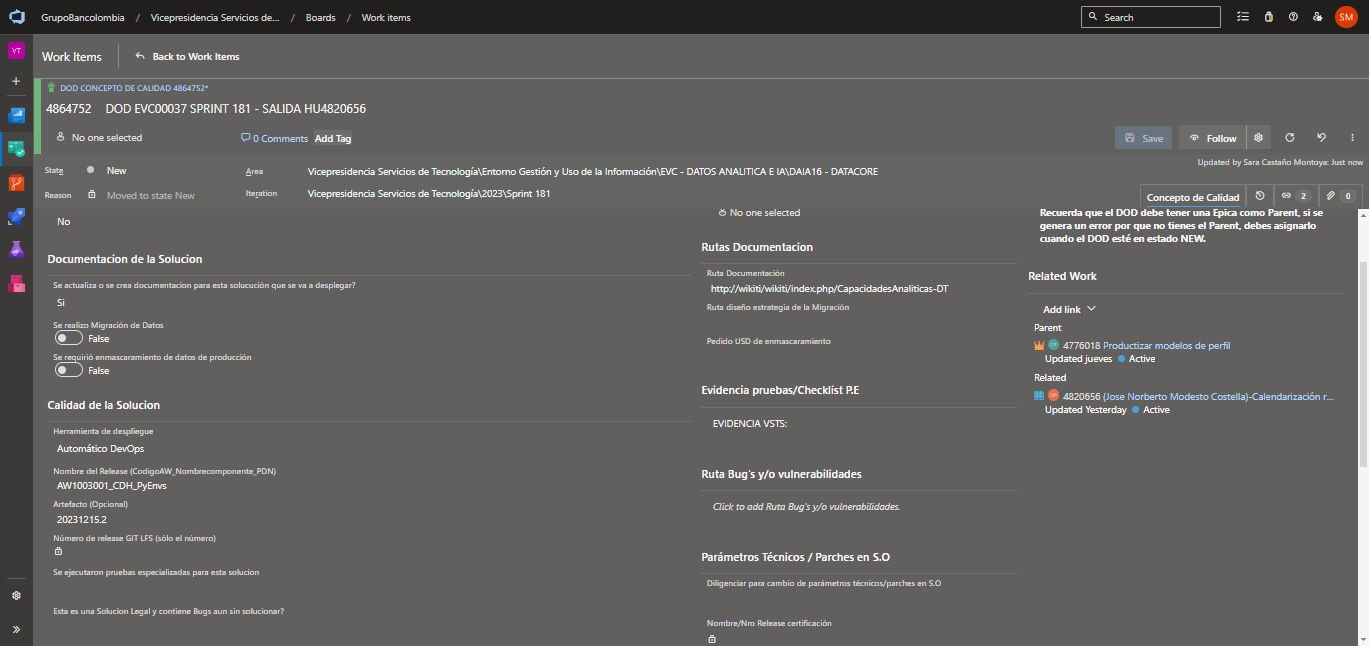 GrupoBancolombia / Vicepresidencia Servicios de... / Boards / Work items
Search
SM
VT
Work Items
Back to Work Items
DOD CONCEPTO DE CALIDAD 4864752*
4864752 DOD EVC00037 SPRINT 181 - SALIDA HU4820656
No one selected
0 Comments
Add Tag
Save
Follow
Updated by Sara Castaño Montoya: Just now
State New
Area Vicepresidencia Servicios de Tecnología\Entorno Gestión y Uso de la Información\EVC - DATOS ANALITICA E IA\DAIA16 - DATACORE
Reason Moved to state New
Iteration Vicepresidencia Servicios de Tecnología\2023\Sprint 181
Concepto de Calidad
2
0
No
Documentacion de la Solucion
Se actualiza o se crea documentacion para esta solucución que se va a desplegar?
Si
Se realizo Migración de Datos
False
Se requirió enmascaramiento de datos de producción
False
Calidad de la Solucion
Herramienta de despliegue
Automático DevOps
Nombre del Release (CodigoAW_Nombrecomponente_PDN)
AW1003001_CDH_PyEnvs
Artefacto (Opcional)
20231215.2
Número de release GIT LFS (sólo el número)
Se ejecutaron pruebas especializadas para esta solucion
Esta es una Solucion Legal y contiene Bugs aun sin solucionar?
No one selected
Rutas Documentacion
Ruta Documentación
http://wikiti/wikiti/index.php/CapacidadesAnaliticas-DT
Ruta diseño estrategia de la Migración
Pedido USD de enmascaramiento
Evidencia pruebas/Checklist P.E
EVIDENCIA VSTS:
Ruta Bug's y/o vulnerabilidades
Click to add Ruta Bug's y/o vulnerabilidades.
Parámetros Técnicos / Parches en S.O
Diligenciar para cambio de parámetros técnicos/parches en S.O
Nombre/Nro Release certificación
Recuerda que el DOD debe tener una Epica como Parent, si se
genera un error por que no tienes el Parent, debes asignarlo
cuando el DOD esté en estado NEW.
Related Work
Add link
Parent
4776018 Productizar modelos de perfil
Updated jueves Active
Related
4820656 (Jose Norberto Modesto Costella)-Calendarización r...
Updated Yesterday Active